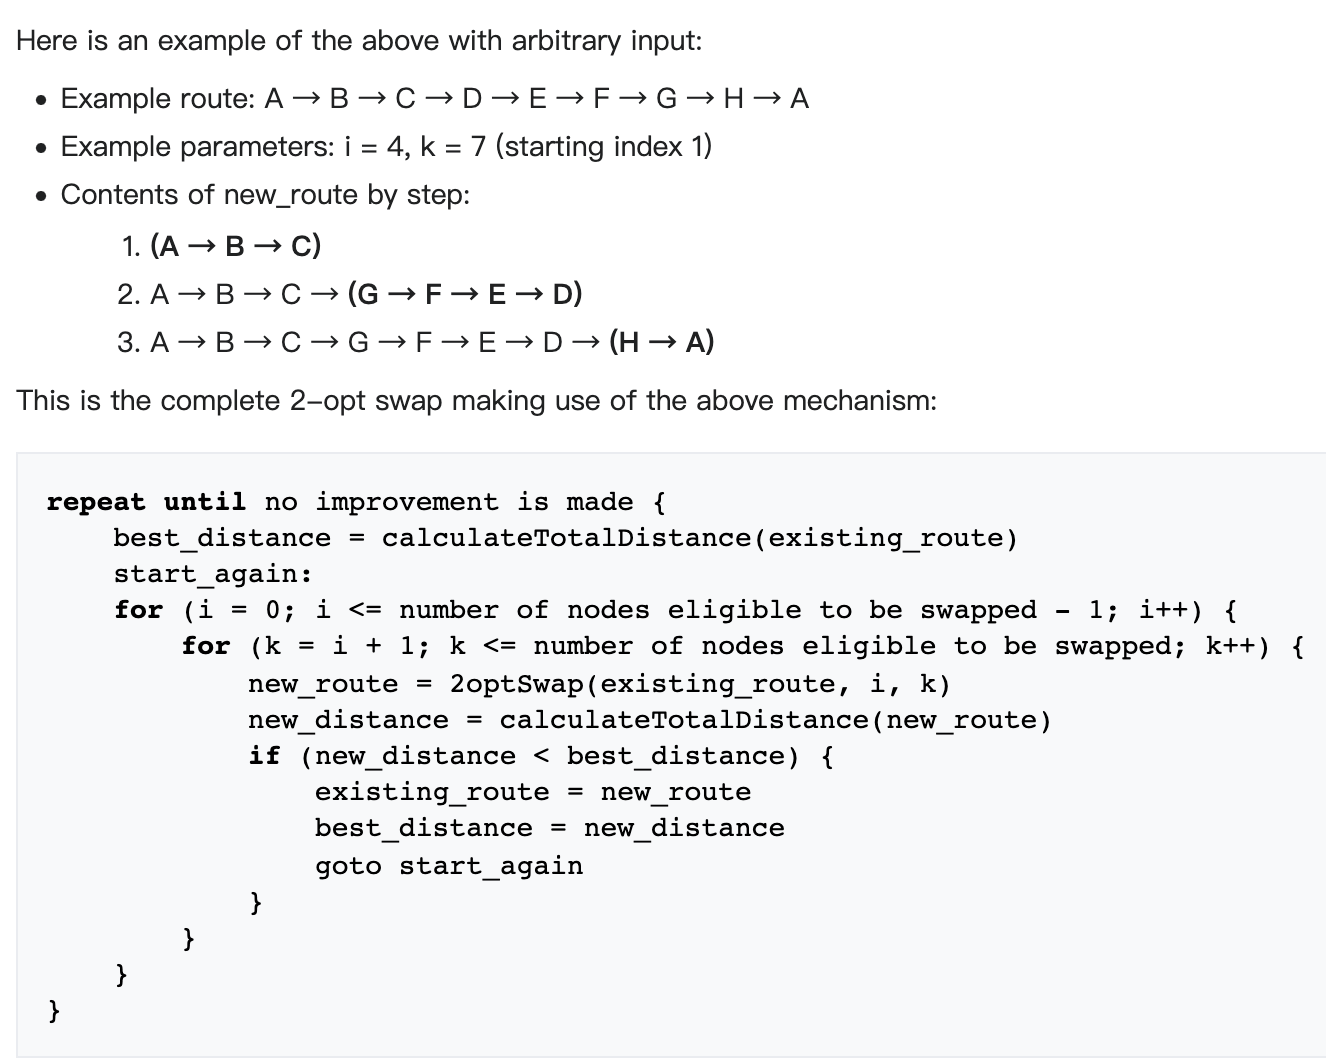 Here is an example of the above with arbitrary input:
• Example route: A → B → C → D → E → F → G → H → A
• Example parameters: i = 4, k = 7 (starting index 1)
• Contents of new_route by step:
1. (A → B → C)
2. A → B → C → (G → F → E → D)
3. A → B → C → G → F → E → D → (H → A)
This is the complete 2–opt swap making use of the above mechanism:
repeat until no improvement is made {
    best_distance = calculateTotalDistance(existing_route)
    start_again:
    for (i = 0; i <= number of nodes eligible to be swapped - 1; i++) {
        for (k = i + 1; k <= number of nodes eligible to be swapped; k++) {
            new_route = 2optSwap(existing_route, i, k)
            new_distance = calculateTotalDistance(new_route)
            if (new_distance < best_distance) {
                existing_route = new_route
                best_distance = new_distance
                goto start_again
            }
        }
    }
}